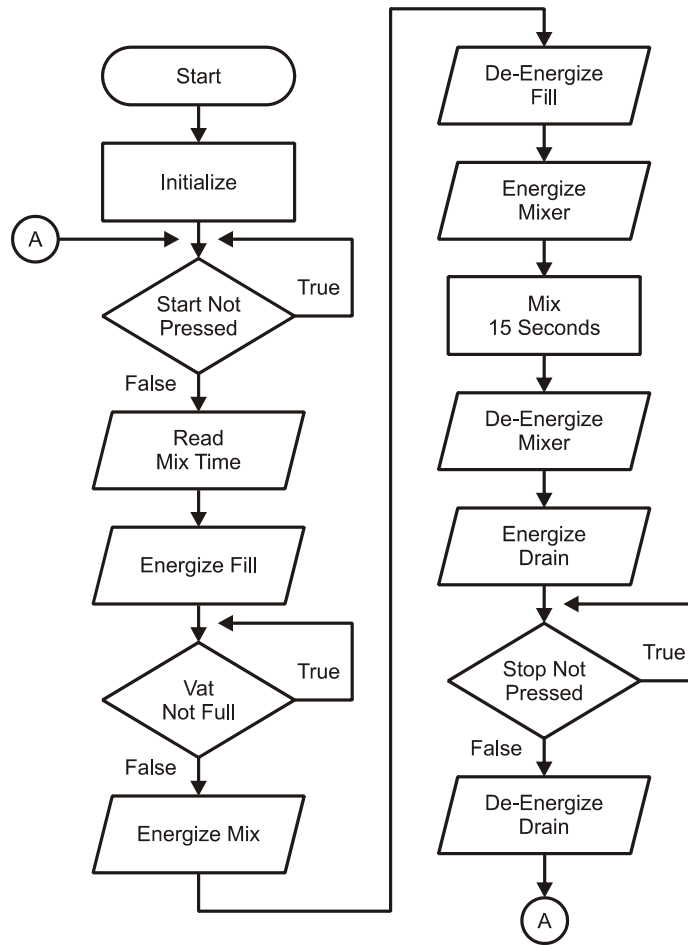 Start
Initialize
A
True
Start Not
Pressed
False
Read
Mix Time
Energize Fill
True
Vat
Not Full
False
Energize Mix
De-Energize
Fill
Energize
Mixer
Mix
15 Seconds
De-Energize
Mixer
Energize
Drain
Stop Not
Pressed
True
False
De-Energize
Drain
A